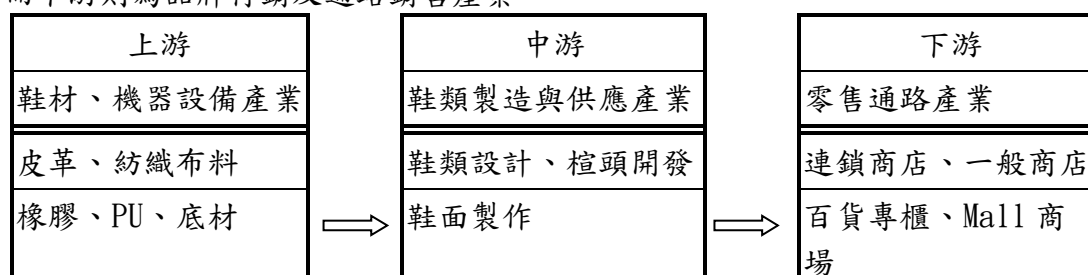 上游
鞋材、機器設備產業
皮革、紡織布料
橡膠、PU、底材
中游
鞋類製造與供應產業
鞋類設計、楦頭開發
鞋面製作
下游
零售通路產業
連鎖商店、一般商店
百貨專櫃、Mall 商
場